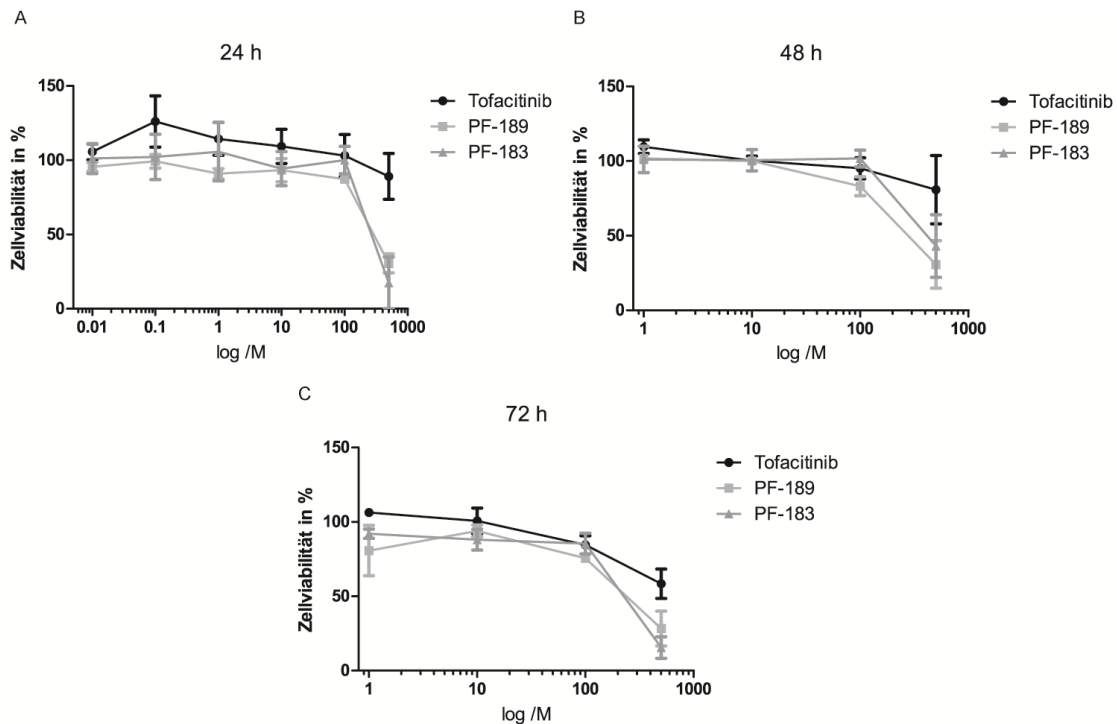 A
24 h
Zellviabilität in %
150
100
50
0
0.01 0.1 1 10 100 1000
log /M
Tofacitinib
PF-189
PF-183
B
48 h
Zellviabilität in %
150
100
50
0
1 10 100 1000
log /M
Tofacitinib
PF-189
PF-183
C
72 h
Zellviabilität in %
150
100
50
0
1 10 100 1000
log /M
Tofacitinib
PF-189
PF-183